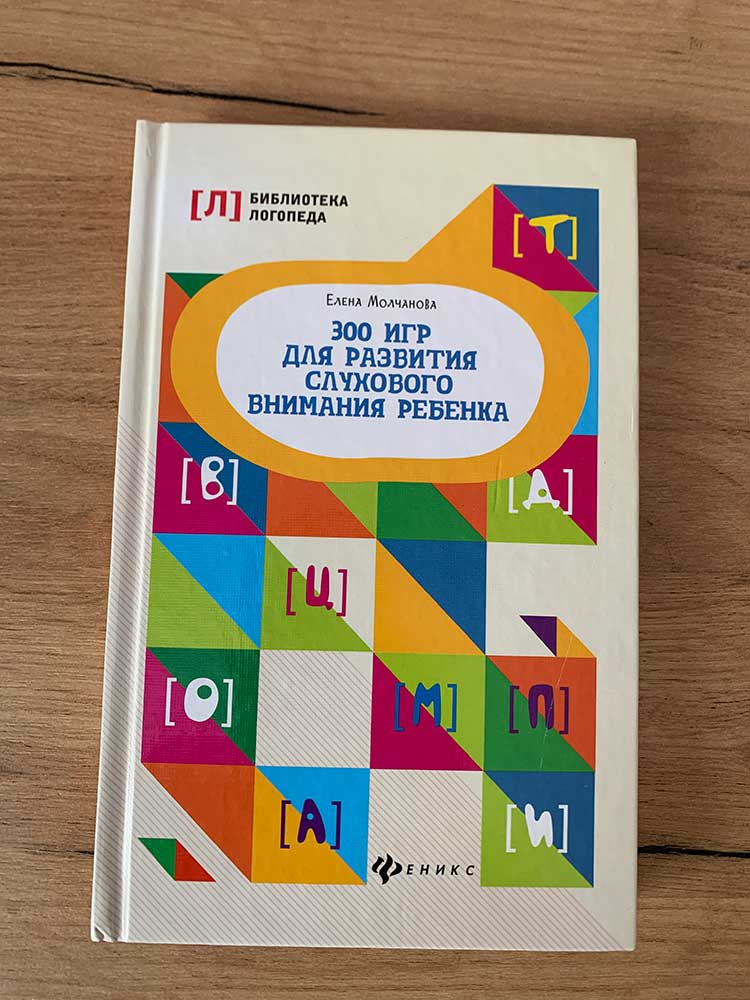 [Л] БИБЛИОТЕКА
ЛОГОПЕДА
[Т]
Елена Молчанова
300 ИГР
ДЛЯ РАЗВИТИЯ
СЛУХОВОГО
ВНИМАНИЯ РЕБЕНКА
[В] [Д]
[Ц]
[О] [М] [П]
[А] [И]
ФЕНИКС